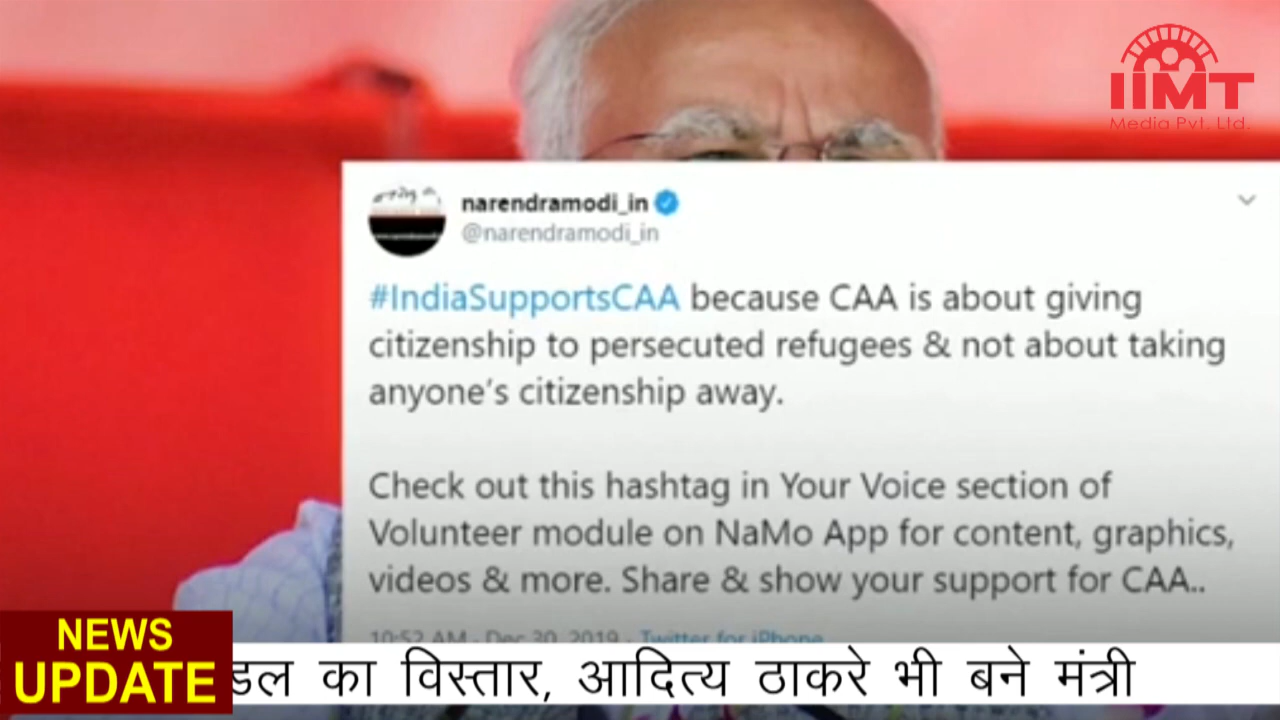 IIMT
Media Pvt. Ltd.
narendramodi_in
@narendramodi_in
#IndiaSupportsCAA because CAA is about giving
citizenship to persecuted refugees & not about taking
anyone's citizenship away.
Check out this hashtag in Your Voice section of
Volunteer module on NaMo App for content, graphics,
videos & more. Share & show your support for CAA..
10:52 AM · Dec 30, 2019 · Twitter for iPhone
NEWS
UPDATE
डल का विस्तार, आदित्य ठाकरे भी बने मंत्री